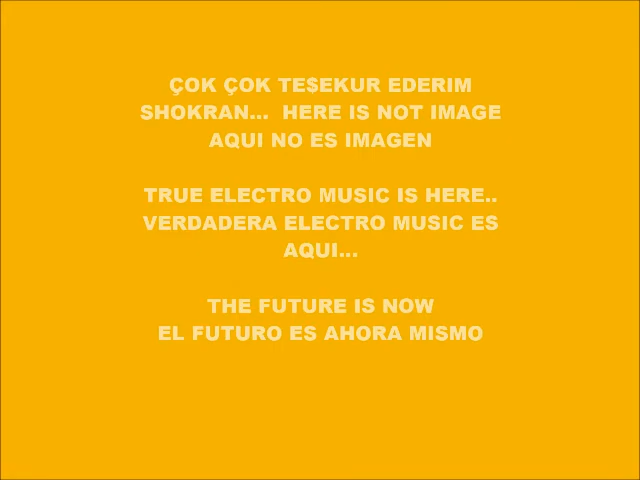 ÇOK ÇOK TE$EKUR EDERIM
SHOKRAN... HERE IS NOT IMAGE
AQUI NO ES IMAGEN
TRUE ELECTRO MUSIC IS HERE..
VERDADERA ELECTRO MUSIC ES
AQUI...
THE FUTURE IS NOW
EL FUTURO ES AHORA MISMO